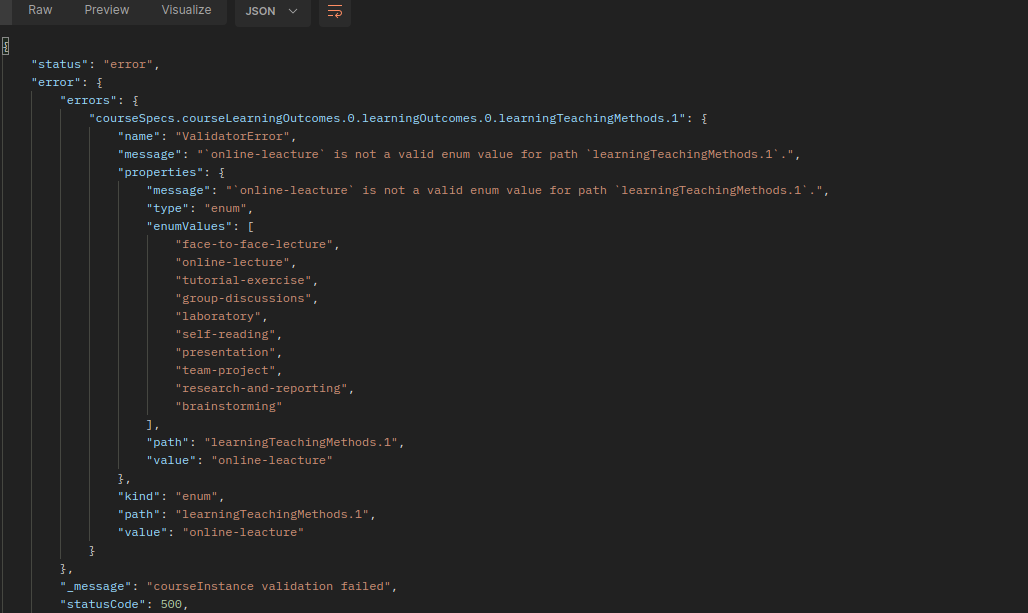 Raw Preview Visualize JSON
{
"status": "error",
"error": {
"errors": {
"courseSpecs.courseLearningOutcomes.0.learningOutcomes.0.learningTeachingMethods.1": {
"name": "ValidatorError",
"message": "`online-leacture` is not a valid enum value for path `learningTeachingMethods.1`.",
"properties": {
"message": "`online-leacture` is not a valid enum value for path `learningTeachingMethods.1`.",
"type": "enum",
"enumValues": [
"face-to-face-lecture",
"online-lecture",
"tutorial-exercise",
"group-discussions",
"laboratory",
"self-reading",
"presentation",
"team-project",
"research-and-reporting",
"brainstorming"
],
"path": "learningTeachingMethods.1",
"value": "online-leacture"
},
"kind": "enum",
"path": "learningTeachingMethods.1",
"value": "online-leacture"
}
},
"_message": "courseInstance validation failed",
"statusCode": 500,